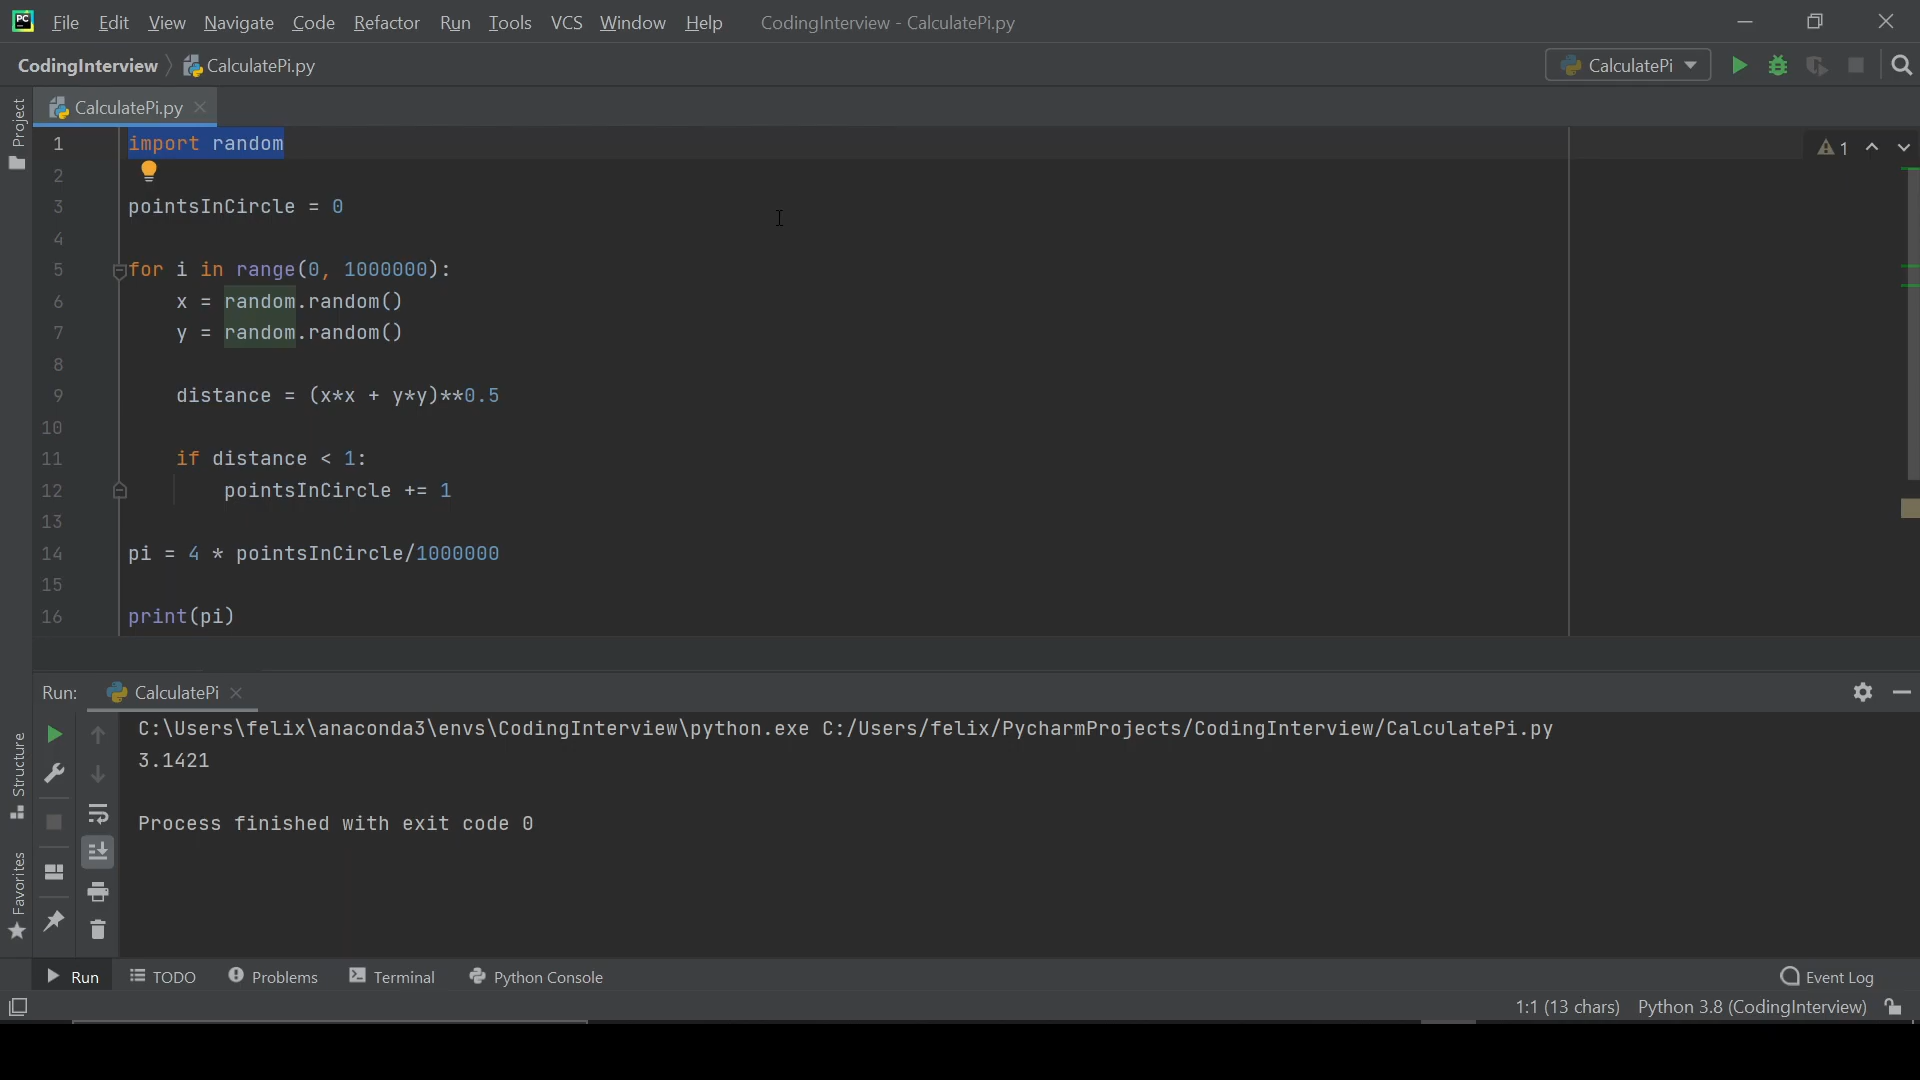 PC File Edit View Navigate Code Refactor Run Tools VCS Window Help CodingInterview - CalculatePi.py
CodingInterview CalculatePi.py CalculatePi
Project
CalculatePi.py
1 import random 1
2
3 pointsInCircle = 0
4
5 for i in range(0, 1000000):
6 x = random.random()
7 y = random.random()
8
9 distance = (x*x + y*y)**0.5
10
11 if distance < 1:
12 pointsInCircle += 1
13
14 pi = 4 * pointsInCircle/1000000
15
16 print(pi)
Run: CalculatePi
C:\Users\felix\anaconda3\envs\CodingInterview\python.exe C:/Users/felix/PycharmProjects/CodingInterview/CalculatePi.py
3.1421
Structure
Process finished with exit code 0
Favorites
Run TODO Problems Terminal Python Console Event Log
1:1 (13 chars) Python 3.8 (CodingInterview)